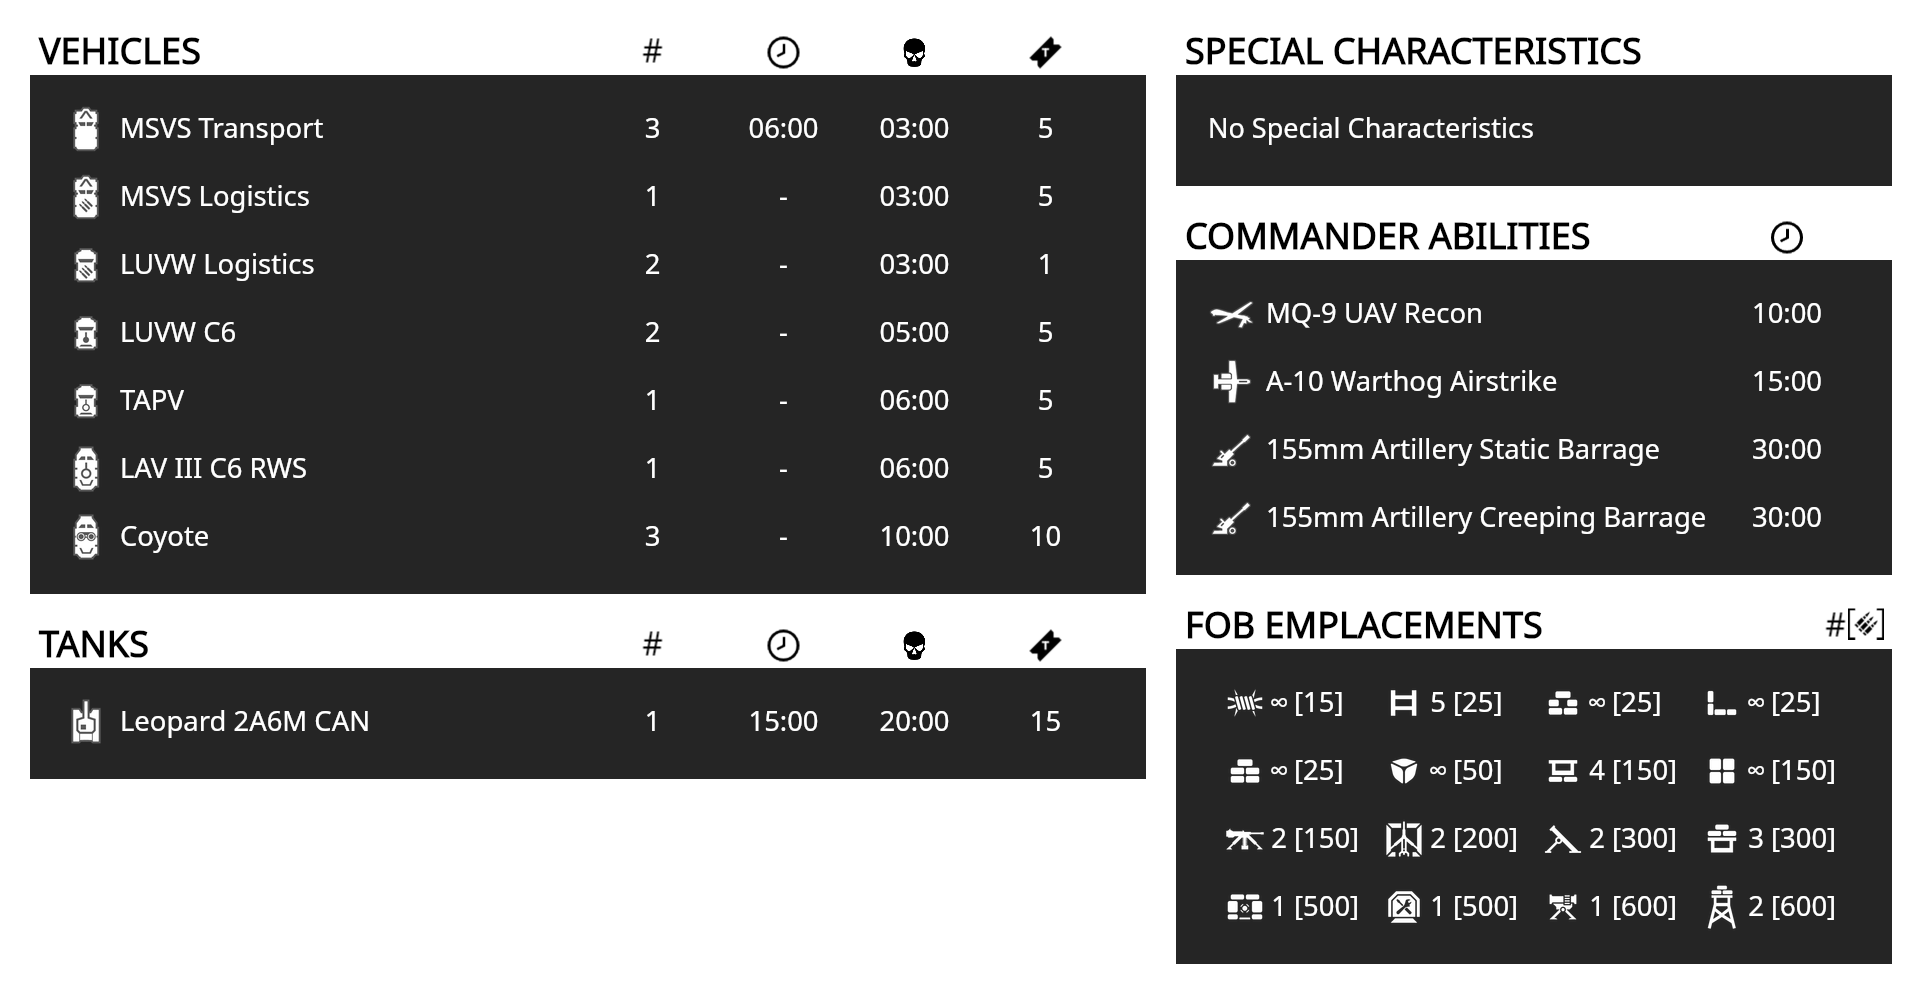 VEHICLES #
MSVS Transport 3 06:00 03:00 5
MSVS Logistics 1 - 03:00 5
LUVW Logistics 2 - 03:00 1
LUVW C6 2 - 05:00 5
TAPV 1 - 06:00 5
LAV III C6 RWS 1 - 06:00 5
Coyote 3 - 10:00 10
TANKS # T
Leopard 2A6M CAN 1 15:00 20:00 15
SPECIAL CHARACTERISTICS
No Special Characteristics
COMMANDER ABILITIES
MQ-9 UAV Recon 10:00
A-10 Warthog Airstrike 15:00
155mm Artillery Static Barrage 30:00
155mm Artillery Creeping Barrage 30:00
FOB EMPLACEMENTS #[]
∞ [15] 5 [25] ∞ [25] ∞ [25]
∞ [25] ∞ [50] 4 [150] ∞ [150]
2 [150] 2 [200] 2 [300] 3 [300]
1 [500] 1 [500] 1 [600] 2 [600]